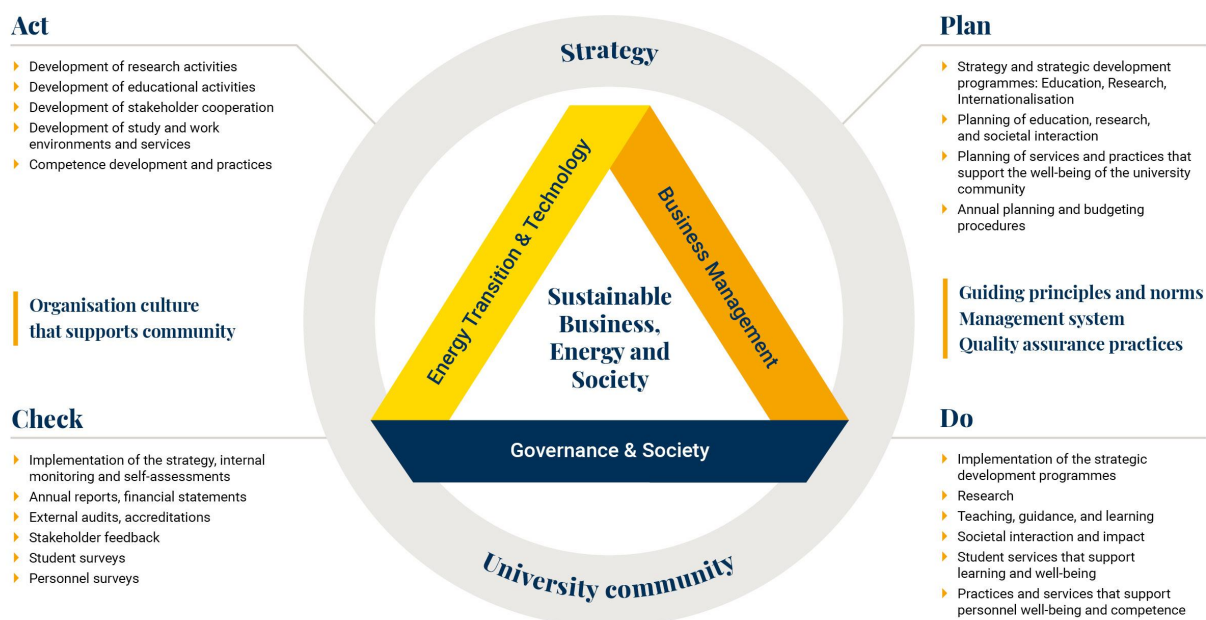 Act
Development of research activities
Development of educational activities
Development of stakeholder cooperation
Development of study and work
environments and services
Competence development and practices
Organisation culture
that supports community
Check
Implementation of the strategy, internal
monitoring and self-assessments
Annual reports, financial statements
External audits, accreditations
Stakeholder feedback
Student surveys
Personnel surveys
Strategy
Energy Transition & Technology
Business Management
Sustainable
Business,
Energy and
Society
Governance & Society
University community
Plan
Strategy and strategic development
programmes: Education, Research,
Internationalisation
Planning of education, research,
and societal interaction
Planning of services and practices that
support the well-being of the university
community
Annual planning and budgeting
procedures
Guiding principles and norms
Management system
Quality assurance practices
Do
Implementation of the strategic
development programmes
Research
Teaching, guidance, and learning
Societal interaction and impact
Student services that support
learning and well-being
Practices and services that support
personnel well-being and competence